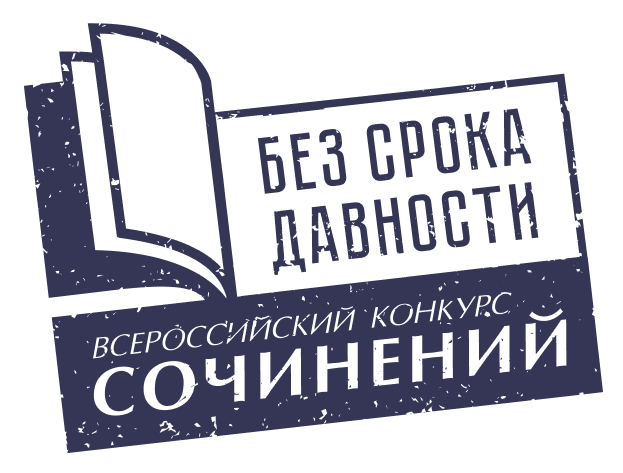 БЕЗ СРОКА
ДАВНОСТИ
ВСЕРОССИЙСКИЙ КОНКУРС
СОЧИНЕНИЙ